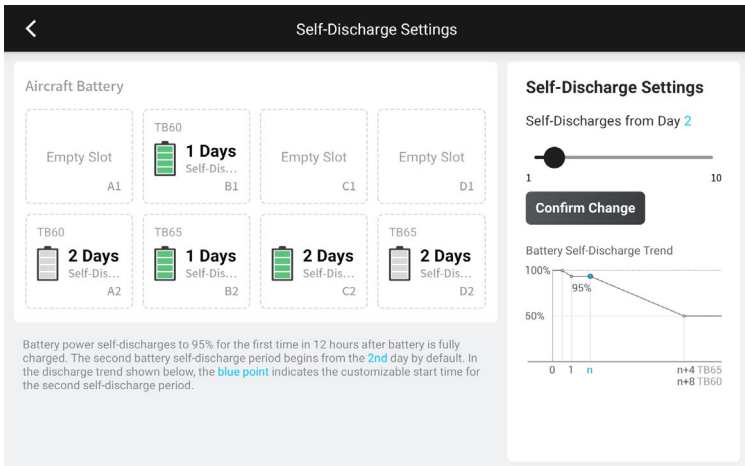 Self-Discharge Settings
Aircraft Battery
Empty Slot
A1
TB60
1 Days
Self-Dis...
B1
Empty Slot
C1
Empty Slot
D1
TB60
2 Days
Self-Dis...
A2
TB65
1 Days
Self-Dis...
B2
2 Days
Self-Dis...
C2
TB65
2 Days
Self-Dis...
D2
Battery power self-discharges to 95% for the first time in 12 hours after battery is fully
charged. The second battery self-discharge period begins from the 2nd day by default. In
the discharge trend shown below, the blue point indicates the customizable start time for
the second self-discharge period.
Self-Discharge Settings
Self-Discharges from Day 2
1 10
Confirm Change
Battery Self-Discharge Trend
100%
95%
50%
0 1 n n+4 TB65
n+8 TB60